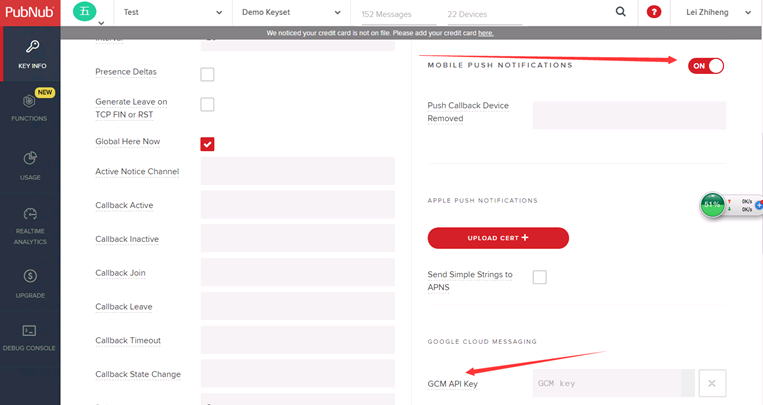 PubNub
五
Test
Demo Keyset
152 Messages
22 Devices
?
Lei Zhiheng
We noticed your credit card is not on file. Please add your credit card here.
KEY INFO
NEW
FUNCTIONS
USAGE
REALTIME
ANALYTICS
UPGRADE
DEBUG CONSOLE
Presence Deltas
Generate Leave on
TCP FIN or RST
Global Here Now
Active Notice Channel
Callback Active
Callback Inactive
Callback Join
Callback Leave
Callback Timeout
Callback State Change
MOBILE PUSH NOTIFICATIONS
ON
Push Callback Device
Removed
APPLE PUSH NOTIFICATIONS
UPLOAD CERT +
Send Simple Strings to
APNS
GOOGLE CLOUD MESSAGING
GCM API Key
GCM key
51%
0K/s
0K/s